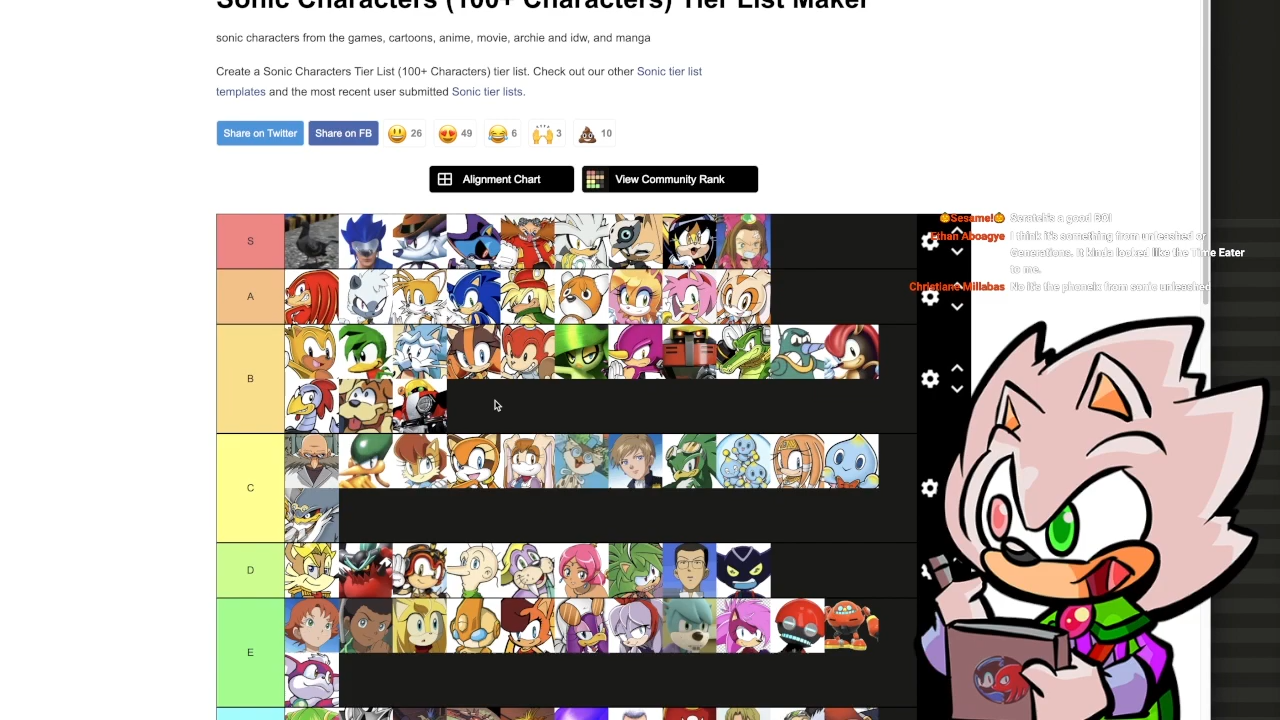 Sonic Characters (100+ Characters) Tier List Maker
sonic characters from the games, cartoons, anime, movie, archie and idw, and manga
Create a Sonic Characters Tier List (100+ Characters) tier list. Check out our other Sonic tier list
templates and the most recent user submitted Sonic tier lists.
Share on Twitter Share on FB 26 49 6 3 10
Alignment Chart View Community Rank
S
Sesame! Scratch's a good BOI
Ethan Aboagye I think it's something from unleashed or
Generations. It kinda looked like the Time Eater
to me.
Christiane Millabas No it's the phoneix from sonic unleashed
A
B
C
D
E